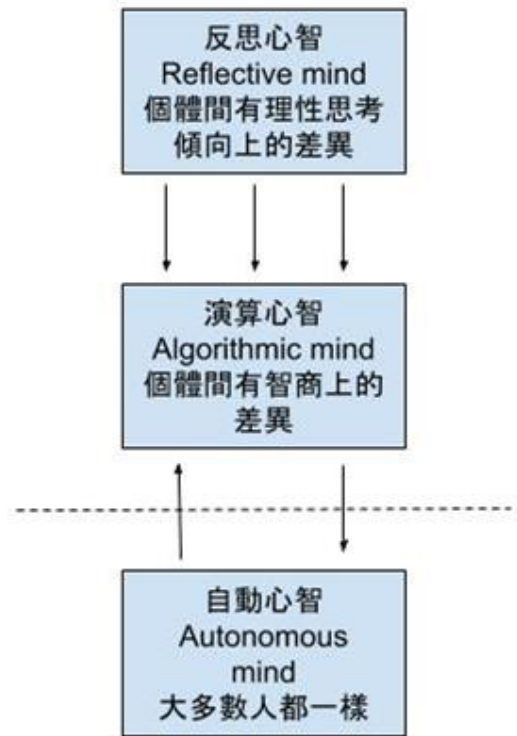 反思心智
Reflective mind
個體間有理性思考
傾向上的差異
演算心智
Algorithmic mind
個體間有智商上的
差異
自動心智
Autonomous
mind
大多數人都一樣